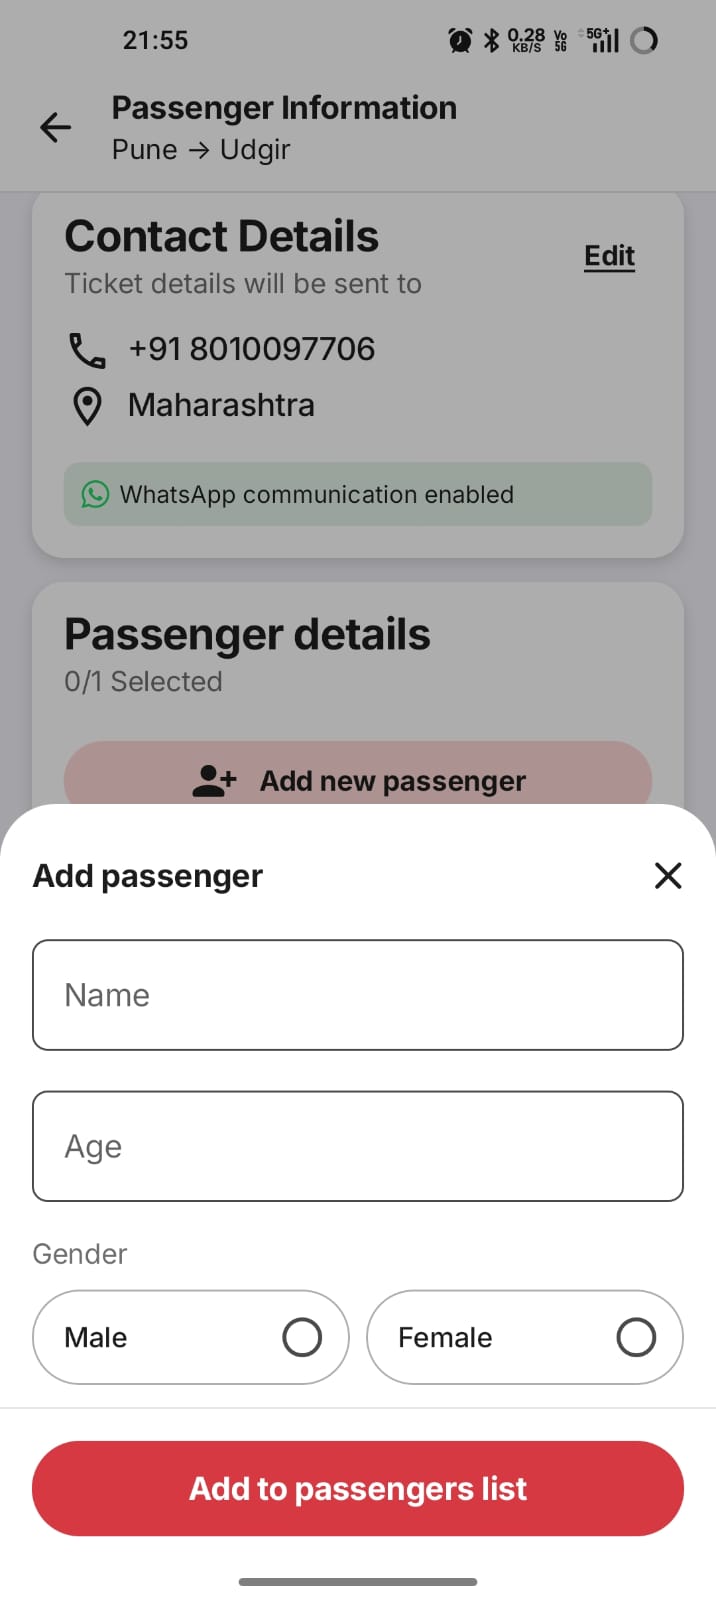 21:55
0.28 KB/S Vo 5G 5G+
Passenger Information
Pune → Udgir
Contact Details
Edit
Ticket details will be sent to
+91 8010097706
Maharashtra
WhatsApp communication enabled
Passenger details
0/1 Selected
Add new passenger
Add passenger
Name
Age
Gender
Male
Female
Add to passengers list